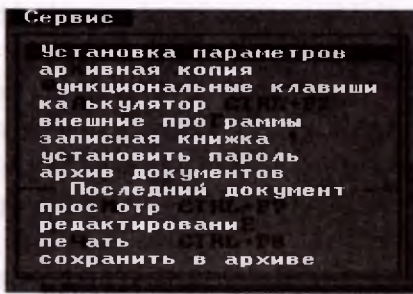 Сервис
Установка параметров
ар ивная копия
ункциональные клавиши
ка ькулятор
внешние про раммы
записная книжка
установить пароль
архив документов
Последний документ
прос отр
редактировани
пе ать
сохранить в архиве